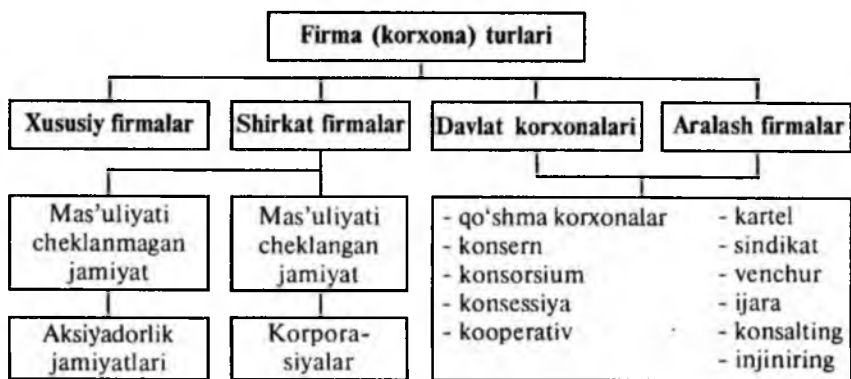 Firma (korxona) turlari
Xususiy firmalar
Shirkat firmalar
Davlat korxonalari
Aralash firmalar
Mas'uliyati
cheklanmagan
jamiyat
Mas'uliyati
cheklangan
jamiyat
Aksiyadorlik
jamiyatlari
Korpora-
siyalar
- qo‘shma korxonalar
- konsern
- konsorsium
- konsessiya
- kooperativ
- kartel
- sindikat
- venchur
- ijara
- konsalting
- injiniring